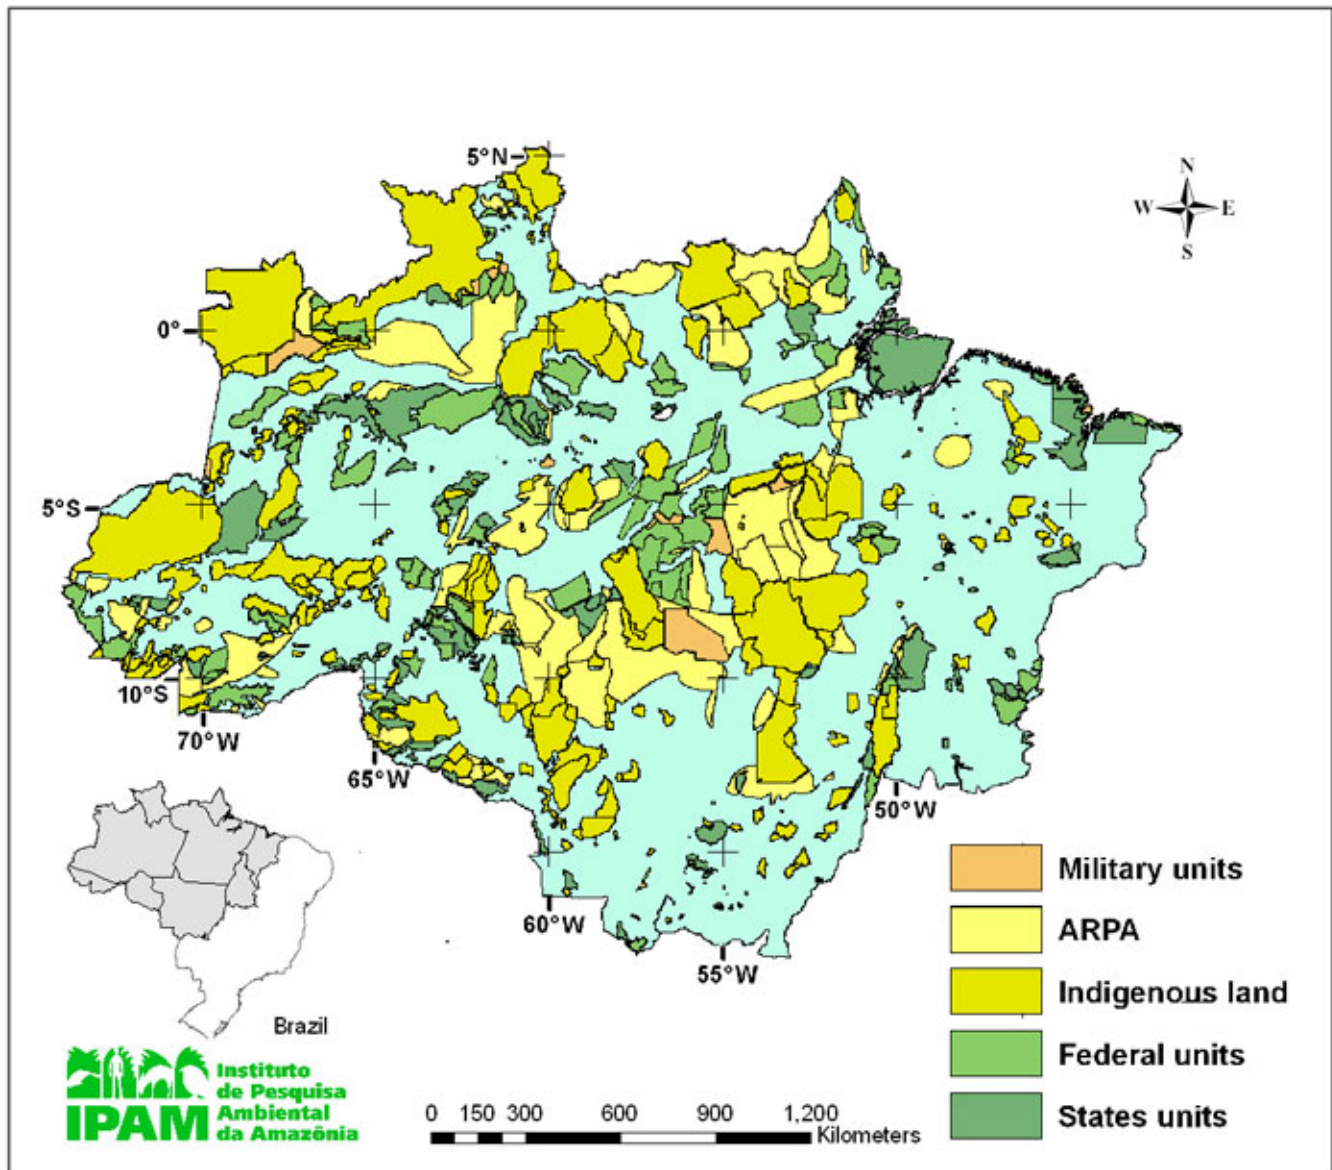 N
W E
S
5°N
0°
5°S
10°S
70°W
65°W
60°W
55°W
50°W
Military units
ARPA
Indigenous land
Federal units
States units
Brazil
IPAM
Instituto
de Pesquisa
Ambiental
da Amazônia
0 150 300 600 900 1,200
Kilometers